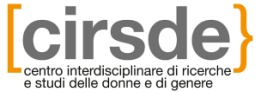 [cirsde}
centro interdisciplinare di ricerche
e studi delle donne e di genere